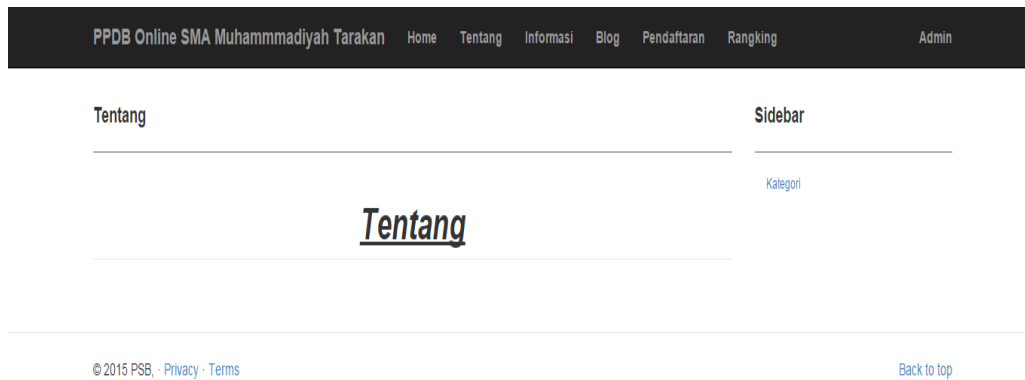 PPDB Online SMA Muhammmadiyah Tarakan Home Tentang Informasi Blog Pendaftaran Rangking Admin
Tentang
Sidebar
Kategori
Tentang
© 2015 PSB, · Privacy · Terms
Back to top